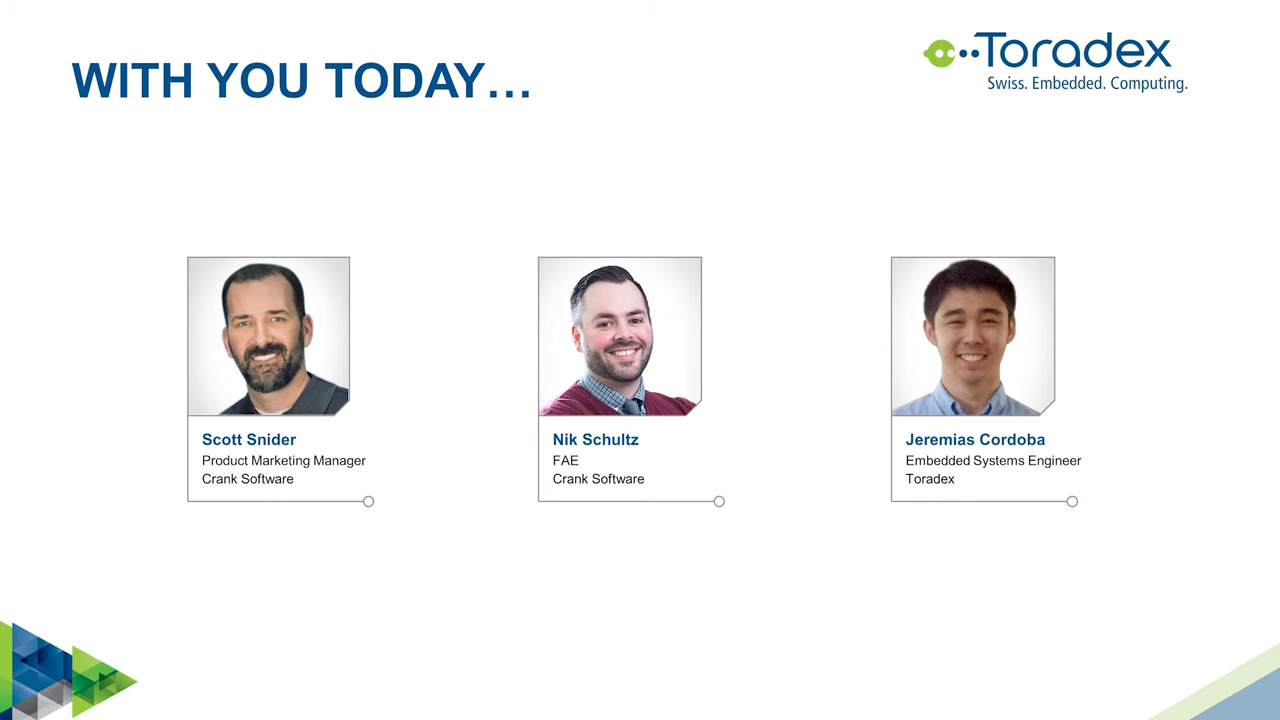 WITH YOU TODAY...
Toradex
Swiss. Embedded. Computing.
Scott Snider
Product Marketing Manager
Crank Software
Nik Schultz
FAE
Crank Software
Jeremias Cordoba
Embedded Systems Engineer
Toradex